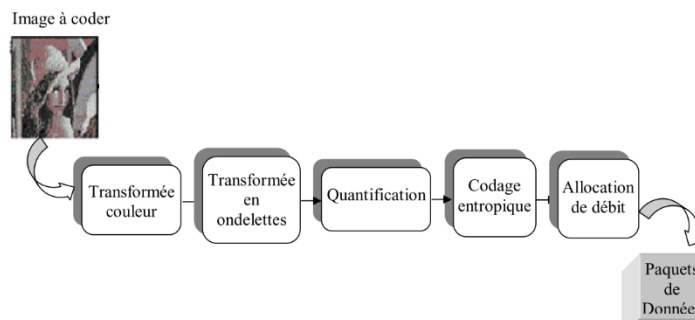 Image à coder
Transformée
couleur
Transformée
en
ondelettes
Quantification
Codage
entropique
Allocation
de débit
Paquets
de
Donnée